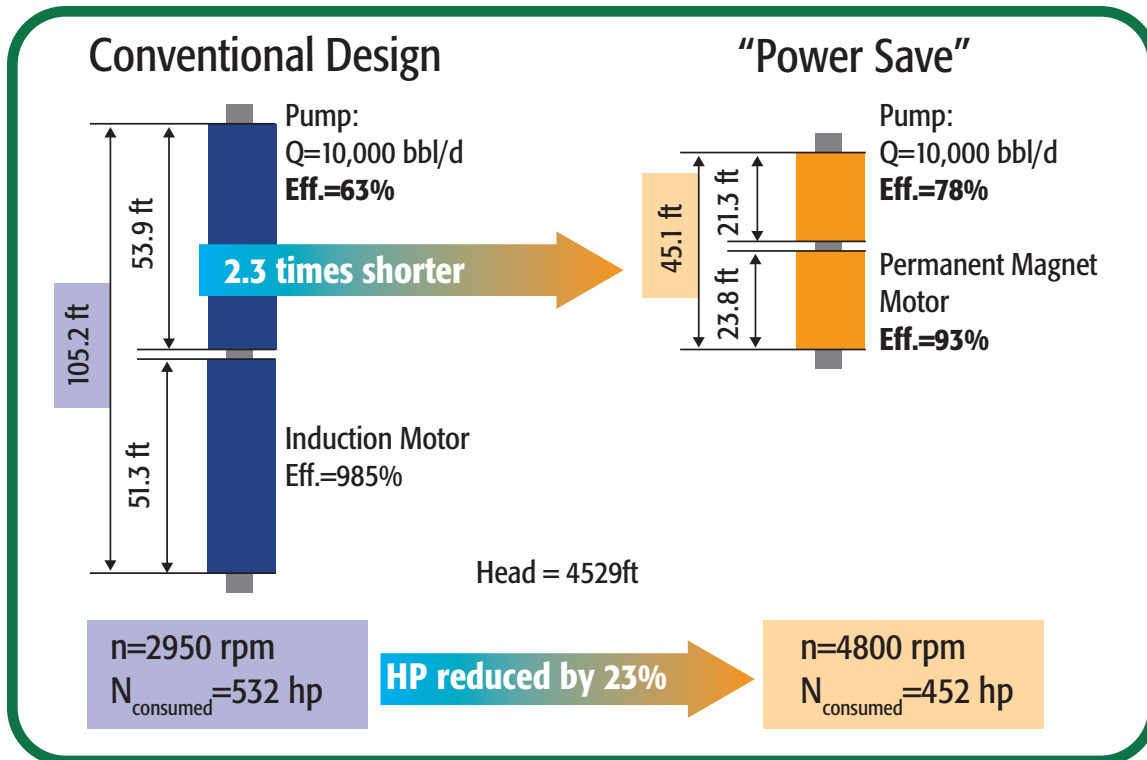 Conventional Design
"Power Save"
Pump:
Q=10,000 bbl/d
Eff.=63%
53.9 ft
105.2 ft
51.3 ft
Induction Motor
Eff.=985%
2.3 times shorter
Pump:
Q=10,000 bbl/d
Eff.=78%
21.3 ft
45.1 ft
23.8 ft
Permanent Magnet
Motor
Eff.=93%
Head = 4529ft
n=2950 rpm
Nconsumed=532 hp
HP reduced by 23%
n=4800 rpm
Nconsumed=452 hp